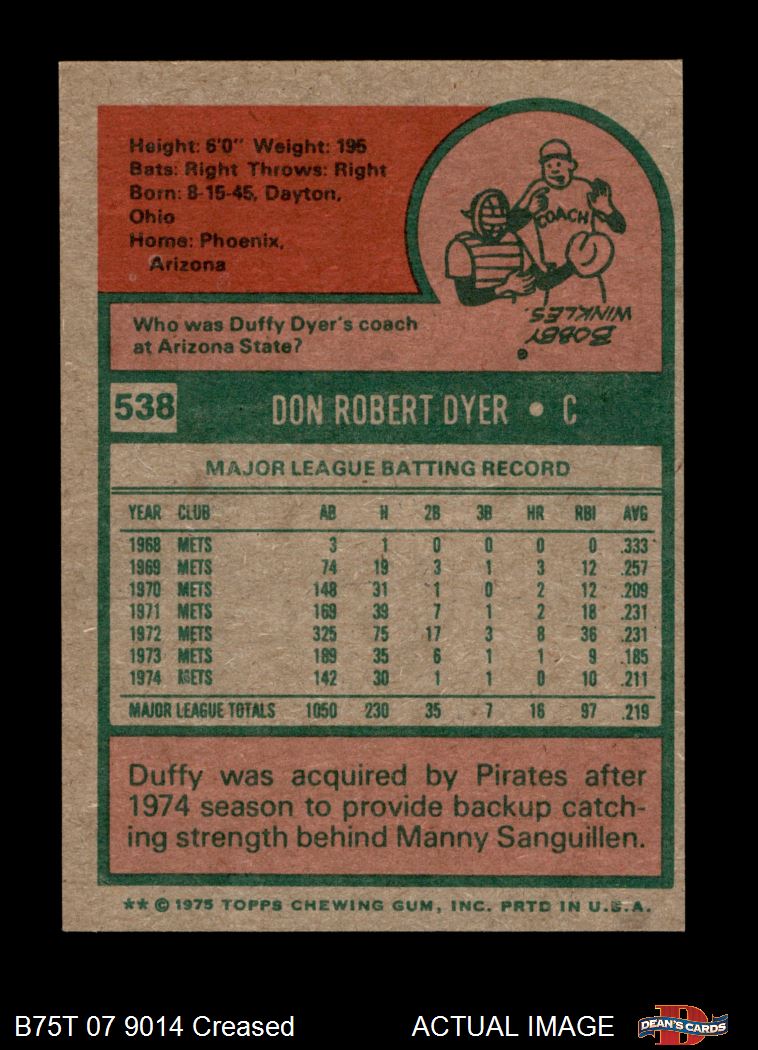 Height: 6'0" Weight: 195
Bats: Right Throws: Right
Born: 8-15-45, Dayton,
Ohio
Home: Phoenix,
Arizona
COACH
BOBBY
WINKLES.
Who was Duffy Dyer's coach
at Arizona State?
538 DON ROBERT DYER • C
MAJOR LEAGUE BATTING RECORD
YEAR CLUB AB H 2B 3B HR RBI AVG
1968 METS 3 1 0 0 0 0 .333
1969 METS 74 19 3 1 3 12 .257
1970 METS 148 31 1 0 2 12 .209
1971 METS 169 39 7 1 2 18 .231
1972 METS 325 75 17 3 8 36 .231
1973 METS 189 35 6 1 1 9 .185
1974 METS 142 30 1 1 0 10 .211
MAJOR LEAGUE TOTALS 1050 230 35 7 16 97 .219
Duffy was acquired by Pirates after
1974 season to provide backup catch-
ing strength behind Manny Sanguillen.
** © 1975 TOPPS CHEWING GUM, INC. PRTD IN U.S.A.
B75T 07 9014 Creased ACTUAL IMAGE
D
DEAN'S CARDS